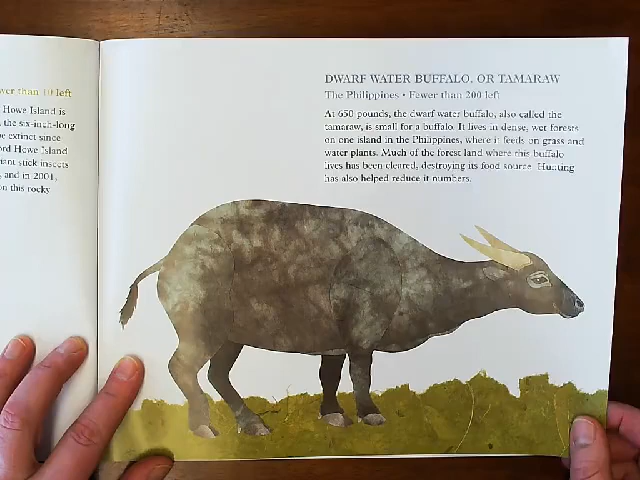 wer than 10 left
Howe Island is
the six-inch-long
e extinct since
ord Howe Island
iant stick insects
, and in 2001,
on this rocky
DWARF WATER BUFFALO, OR TAMARAW
The Philippines • Fewer than 200 left
At 650 pounds, the dwarf water buffalo, also called the
tamaraw, is small for a buffalo. It lives in dense, wet forests
on one island in the Philippines, where it feeds on grass and
water plants. Much of the forest land where this buffalo
lives has been cleared, destroying its food source. Hunting
has also helped reduce it numbers.